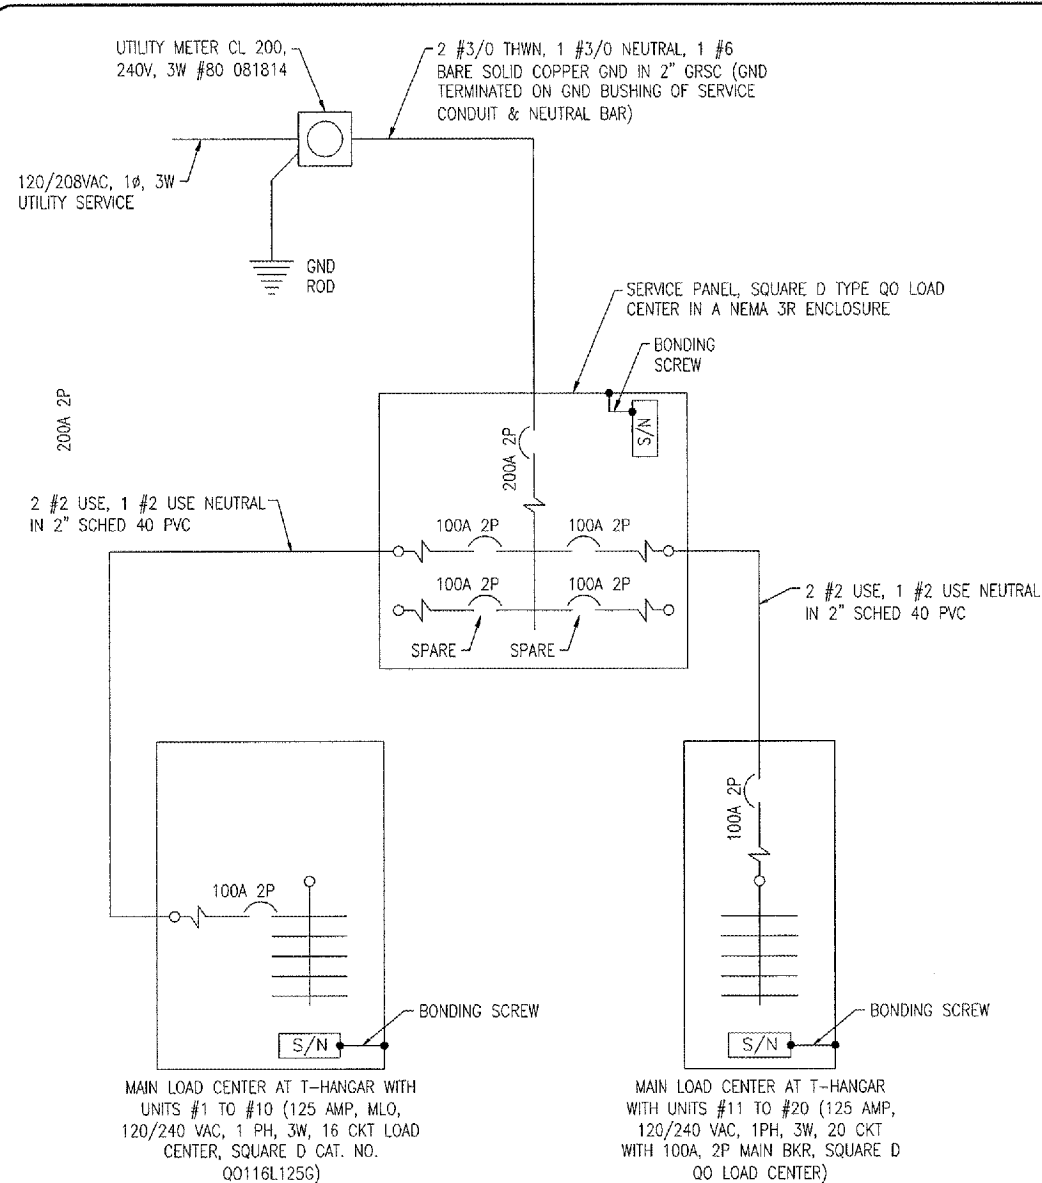 UTILITY METER CL 200,
240V, 3W #80 081814
2 #3/0 THWN, 1 #3/0 NEUTRAL, 1 #6
BARE SOLID COPPER GND IN 2" GRSC (GND
TERMINATED ON GND BUSHING OF SERVICE
CONDUIT & NEUTRAL BAR)
120/208VAC, 1ø, 3W
UTILITY SERVICE
GND
ROD
SERVICE PANEL, SQUARE D TYPE QO LOAD
CENTER IN A NEMA 3R ENCLOSURE
BONDING
SCREW
200A 2P
S/N
200A 2P
2 #2 USE, 1 #2 USE NEUTRAL
IN 2" SCHED 40 PVC
100A 2P
100A 2P
100A 2P
100A 2P
SPARE
SPARE
2 #2 USE, 1 #2 USE NEUTRAL
IN 2" SCHED 40 PVC
100A 2P
100A 2P
BONDING SCREW
S/N
BONDING SCREW
S/N
MAIN LOAD CENTER AT T-HANGAR WITH
UNITS #1 TO #10 (125 AMP, MLO,
120/240 VAC, 1 PH, 3W, 16 CKT LOAD
CENTER, SQUARE D CAT. NO.
QO116L125G)
MAIN LOAD CENTER AT T-HANGAR
WITH UNITS #11 TO #20 (125 AMP,
120/240 VAC, 1PH, 3W, 20 CKT
WITH 100A, 2P MAIN BKR, SQUARE D
QO LOAD CENTER)